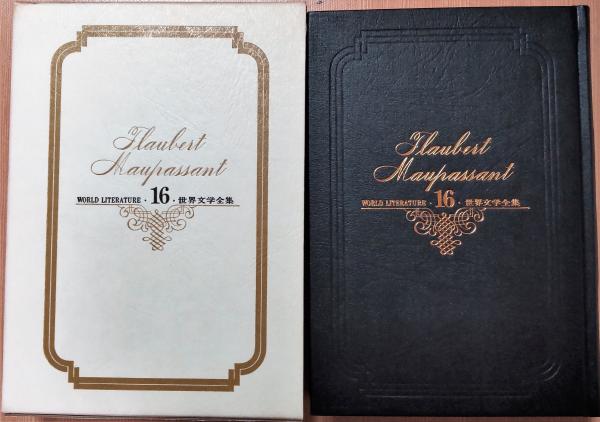 Flaubert
Maupassant
WORLD LITERATURE・16・世界文学全集
Flaubert
Maupassant
WORLD LITERATURE・16・世界文学全集